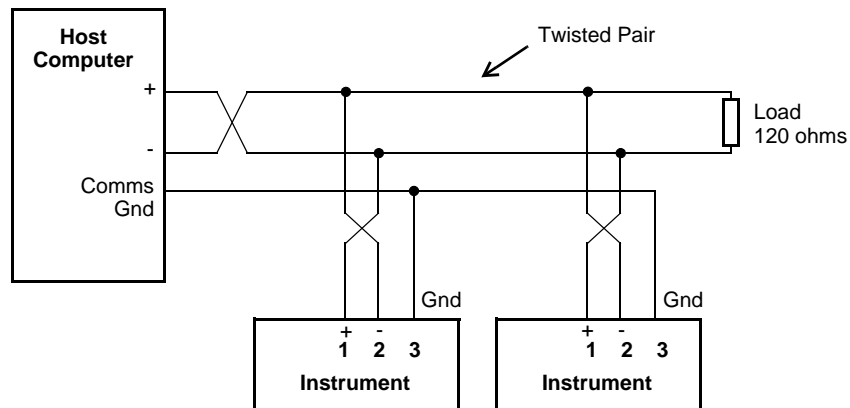 Host
Computer
Twisted Pair
+
-
Load
120 ohms
Comms
Gnd
Gnd
Gnd
+ -
1 2 3
Instrument
+ -
1 2 3
Instrument